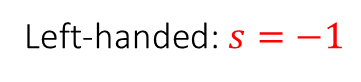 Left-handed: s = −1